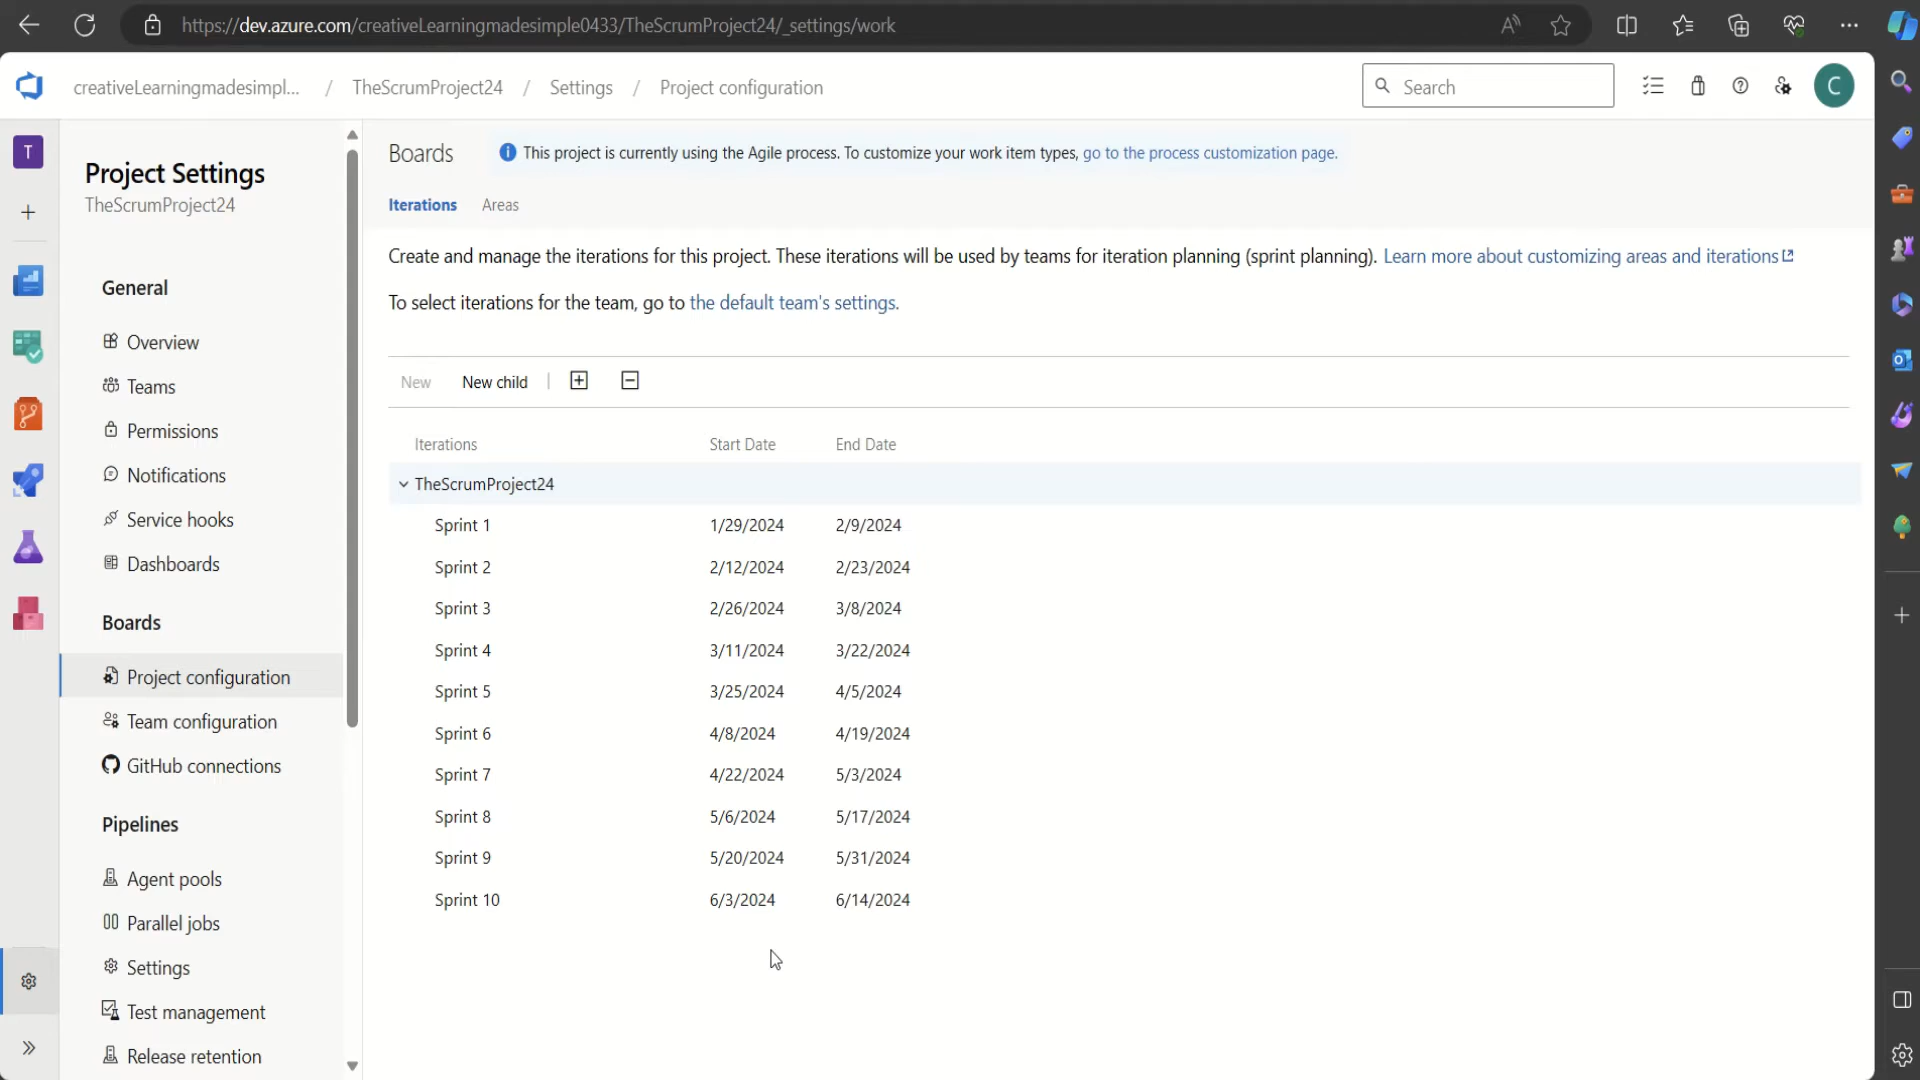 https://dev.azure.com/creativeLearningmadesimple0433/TheScrumProject24/_settings/work
creativeLearningmadesimpl... / TheScrumProject24 / Settings / Project configuration
Search
C
T
Project Settings
TheScrumProject24
General
Overview
Teams
Permissions
Notifications
Service hooks
Dashboards
Boards
Project configuration
Team configuration
GitHub connections
Pipelines
Agent pools
Parallel jobs
Settings
Test management
Release retention
Boards
This project is currently using the Agile process. To customize your work item types, go to the process customization page.
Iterations Areas
Create and manage the iterations for this project. These iterations will be used by teams for iteration planning (sprint planning). Learn more about customizing areas and iterations
To select iterations for the team, go to the default team's settings.
New New child
Iterations Start Date End Date
TheScrumProject24
Sprint 1 1/29/2024 2/9/2024
Sprint 2 2/12/2024 2/23/2024
Sprint 3 2/26/2024 3/8/2024
Sprint 4 3/11/2024 3/22/2024
Sprint 5 3/25/2024 4/5/2024
Sprint 6 4/8/2024 4/19/2024
Sprint 7 4/22/2024 5/3/2024
Sprint 8 5/6/2024 5/17/2024
Sprint 9 5/20/2024 5/31/2024
Sprint 10 6/3/2024 6/14/2024